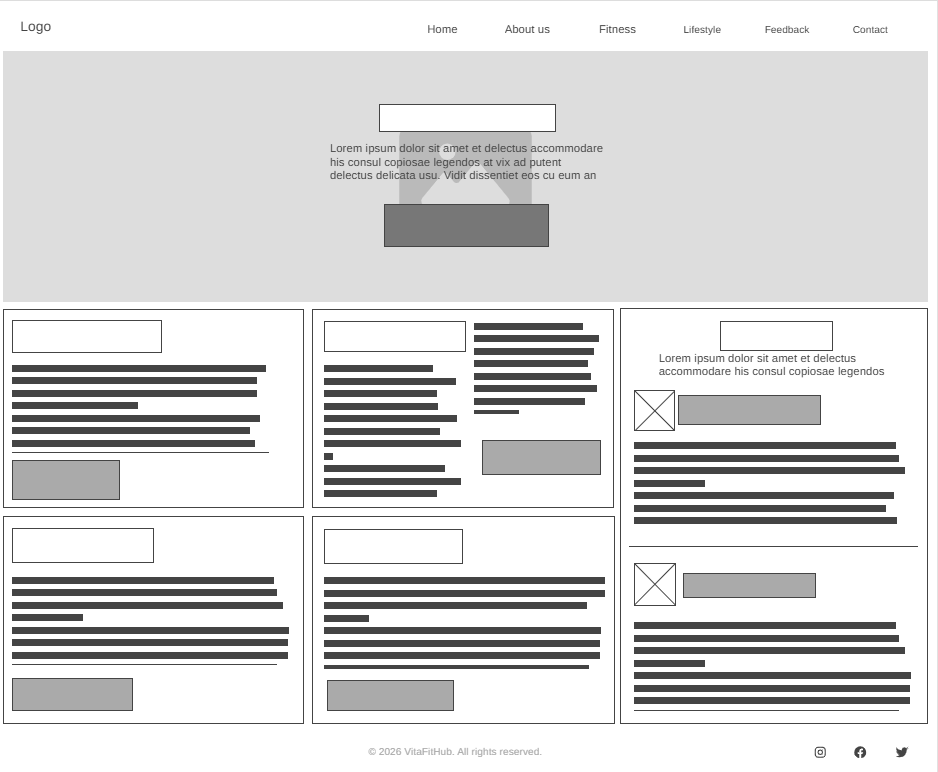 Logo
Home About us Fitness Lifestyle Feedback Contact
Lorem ipsum dolor sit amet et delectus accommodare
his consul copiosae legendos at vix ad putent
delectus delicata usu. Vidit dissentiet eos cu eum an
Lorem ipsum dolor sit amet et delectus
accommodare his consul copiosae legendos
© 2026 VitaFitHub. All rights reserved.